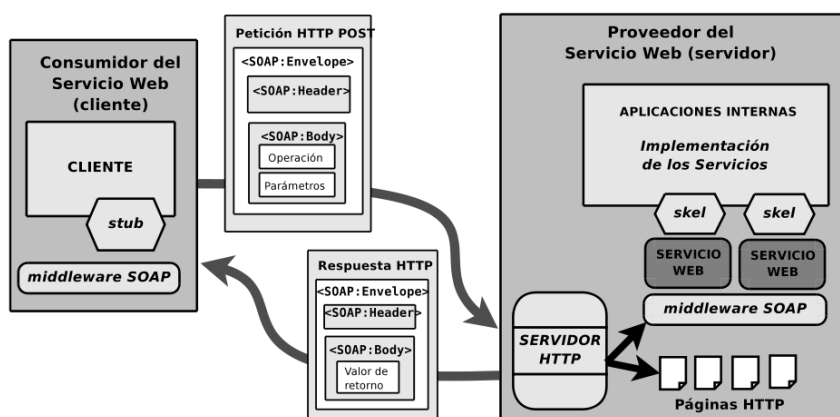 Consumidor del
Servicio Web
(cliente)
CLIENTE
stub
middleware SOAP
Petición HTTP POST
<SOAP:Envelope>
<SOAP:Header>
<SOAP:Body>
Operación
Parámetros
Respuesta HTTP
<SOAP:Envelope>
<SOAP:Header>
<SOAP:Body>
Valor de
retorno
Proveedor del
Servicio Web (servidor)
APLICACIONES INTERNAS
Implementación
de los Servicios
skel
skel
SERVICIO
WEB
SERVICIO
WEB
middleware SOAP
SERVIDOR
HTTP
Páginas HTTP